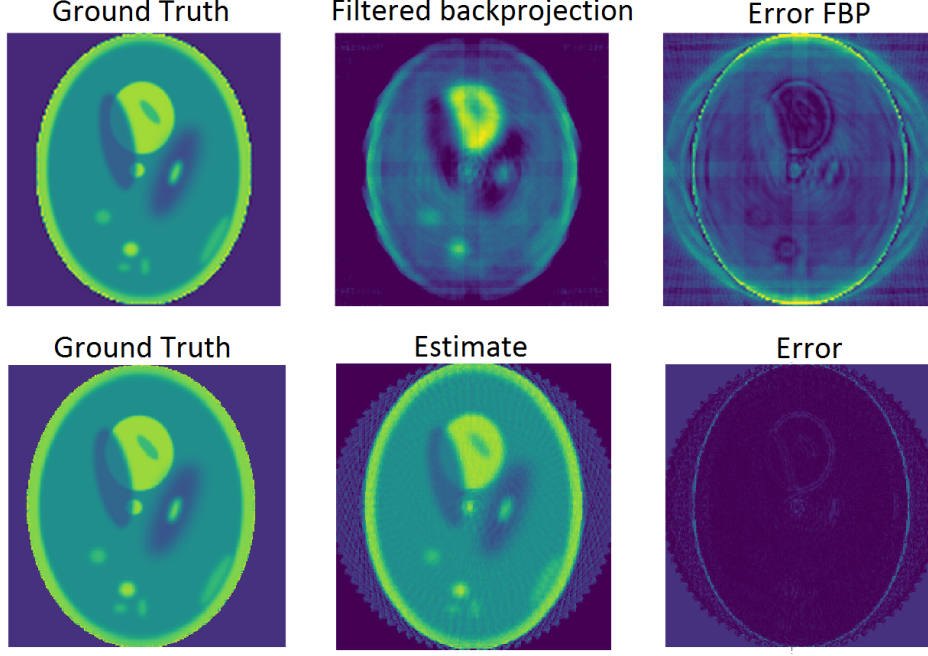 Ground Truth
Filtered backprojection
Error FBP
Ground Truth
Estimate
Error